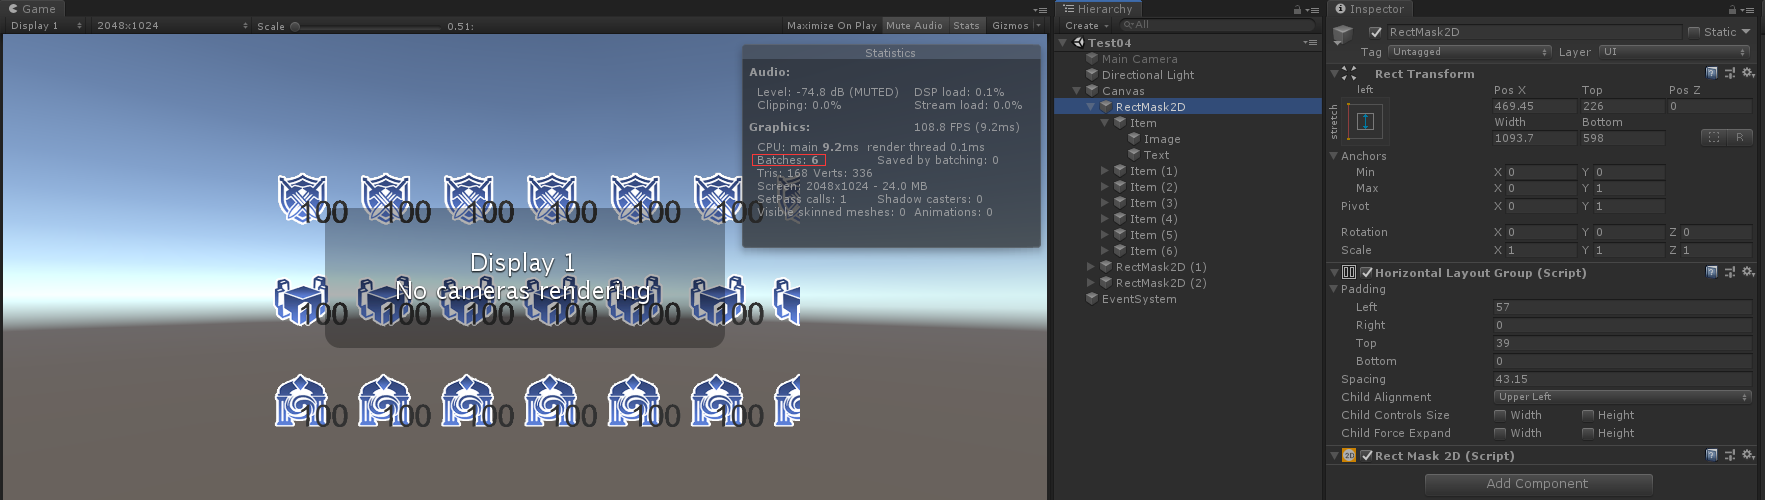 Game
Display 1
2048x1024
Scale
0.51:
Maximize On Play
Mute Audio
Stats
Gizmos
Statistics
Audio:
Level: -74.8 dB (MUTED) DSP load: 0.1%
Clipping: 0.0% Stream load: 0.0%
Graphics: 108.8 FPS (9.2ms)
CPU: main 9.2ms render thread 0.1ms
Batches: 6 Saved by batching: 0
Tris: 168 Verts: 336
Screen: 2048x1024 - 24.0 MB
SetPass calls: 1 Shadow casters: 0
Visible skinned meshes: 0 Animations: 0
100 100 100 100 100 100
Display 1
No cameras rendering
100 100 100 100 100 100
100 100 100 100 100 100
Hierarchy
Create
All
Test04
Main Camera
Directional Light
Canvas
RectMask2D
Item
Image
Text
Item (1)
Item (2)
Item (3)
Item (4)
Item (5)
Item (6)
RectMask2D (1)
RectMask2D (2)
EventSystem
Inspector
RectMask2D
Static
Tag Untagged Layer UI
Rect Transform
left
stretch
Pos X Top Pos Z
469.45 226 0
Width Bottom
1093.7 598
R
Anchors
Min X 0 Y 0
Max X 0 Y 1
Pivot X 0 Y 1
Rotation X 0 Y 0 Z 0
Scale X 1 Y 1 Z 1
Horizontal Layout Group (Script)
Padding
Left 57
Right 0
Top 39
Bottom 0
Spacing 43.15
Child Alignment Upper Left
Child Controls Size Width Height
Child Force Expand Width Height
2D
Rect Mask 2D (Script)
Add Component